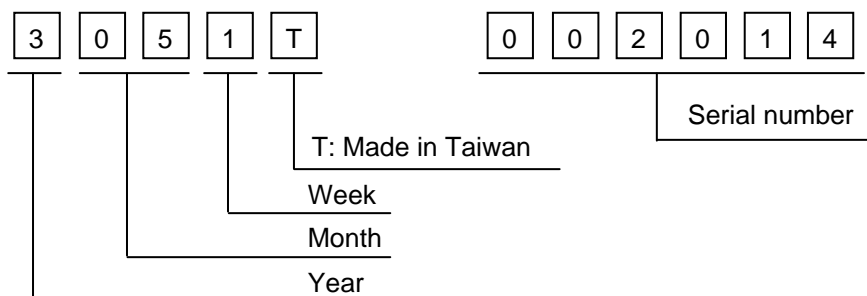 3 0 5 1 T 0 0 2 0 1 4
Serial number
T: Made in Taiwan
Week
Month
Year